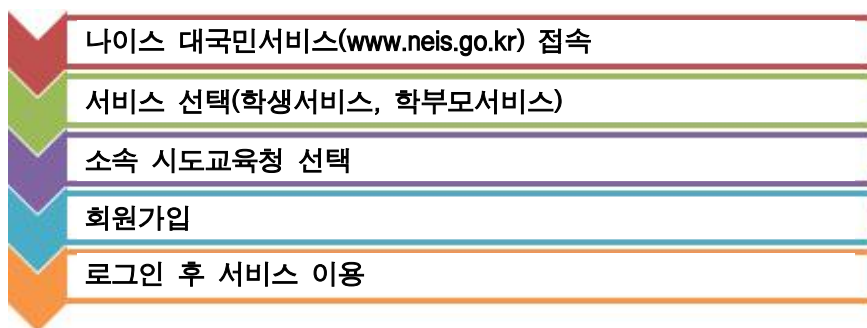 나이스 대국민서비스(www.neis.go.kr) 접속
서비스 선택(학생서비스, 학부모서비스)
소속 시도교육청 선택
회원가입
로그인 후 서비스 이용